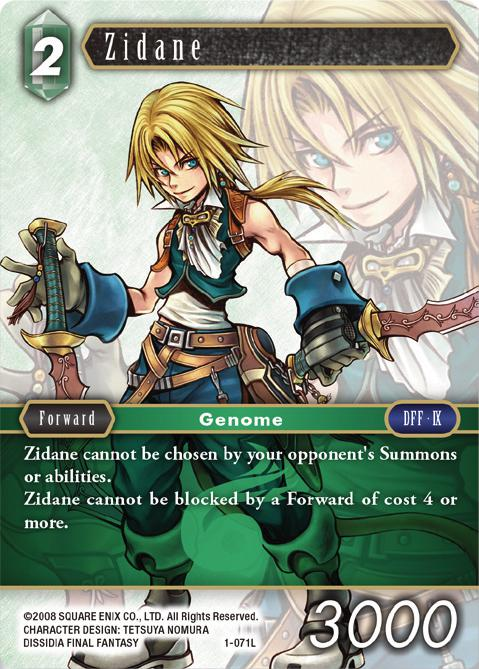 2
Zidane
Forward
Genome
DFF · IX
Zidane cannot be chosen by your opponent's Summons
or abilities.
Zidane cannot be blocked by a Forward of cost 4 or
more.
©2008 SQUARE ENIX CO., LTD. All Rights Reserved.
CHARACTER DESIGN: TETSUYA NOMURA
DISSIDIA FINAL FANTASY
1-071L
3000